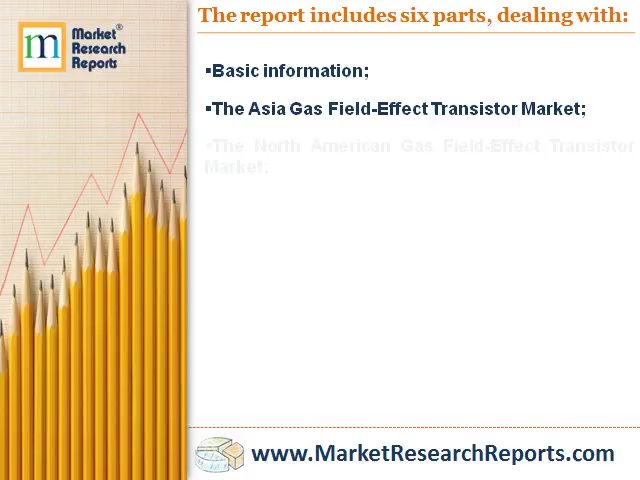 The report includes six parts, dealing with:
m
Market®
Research
Reports
▪Basic information;
▪The Asia Gas Field-Effect Transistor Market;
▪The North American Gas Field-Effect Transistor
Market;
www.MarketResearchReports.com